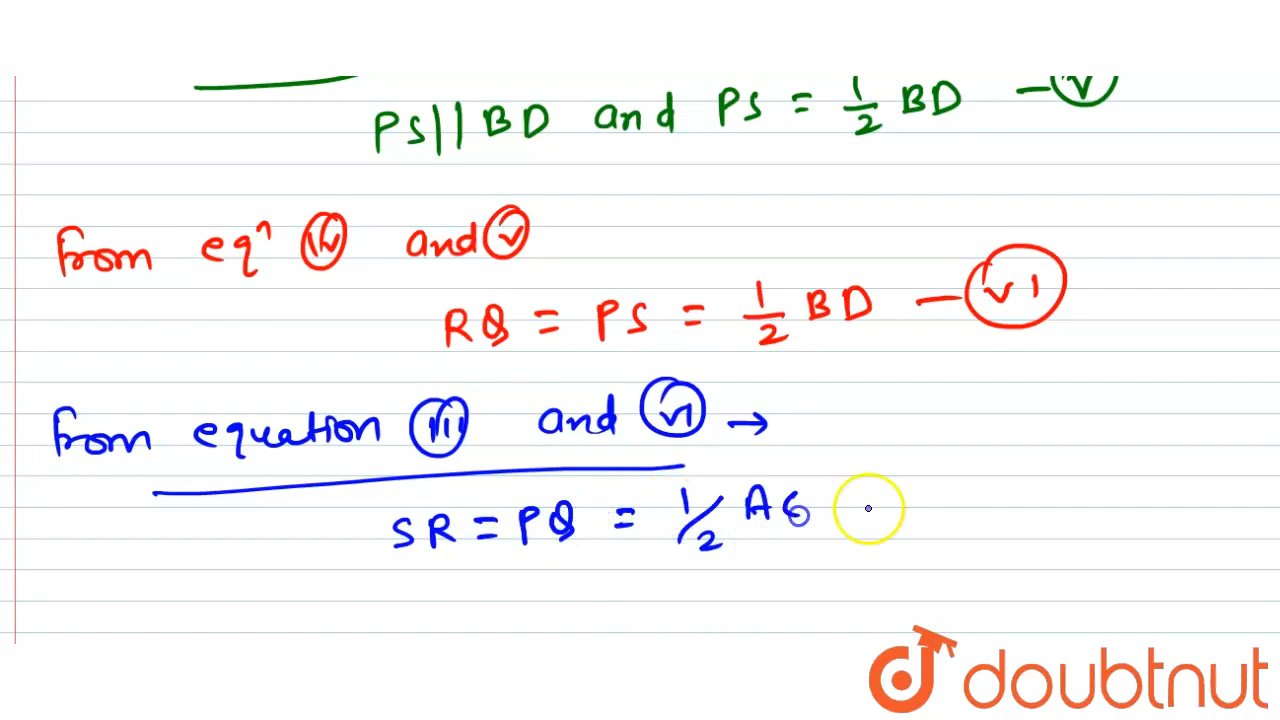 PS||BD and PS = 1/2 BD — (V)
From eqn (IV) and (V)
RQ = PS = 1/2 BD — (VI)
From equation (III) and (VI) →
SR = PQ = 1/2 AC
doubtnut